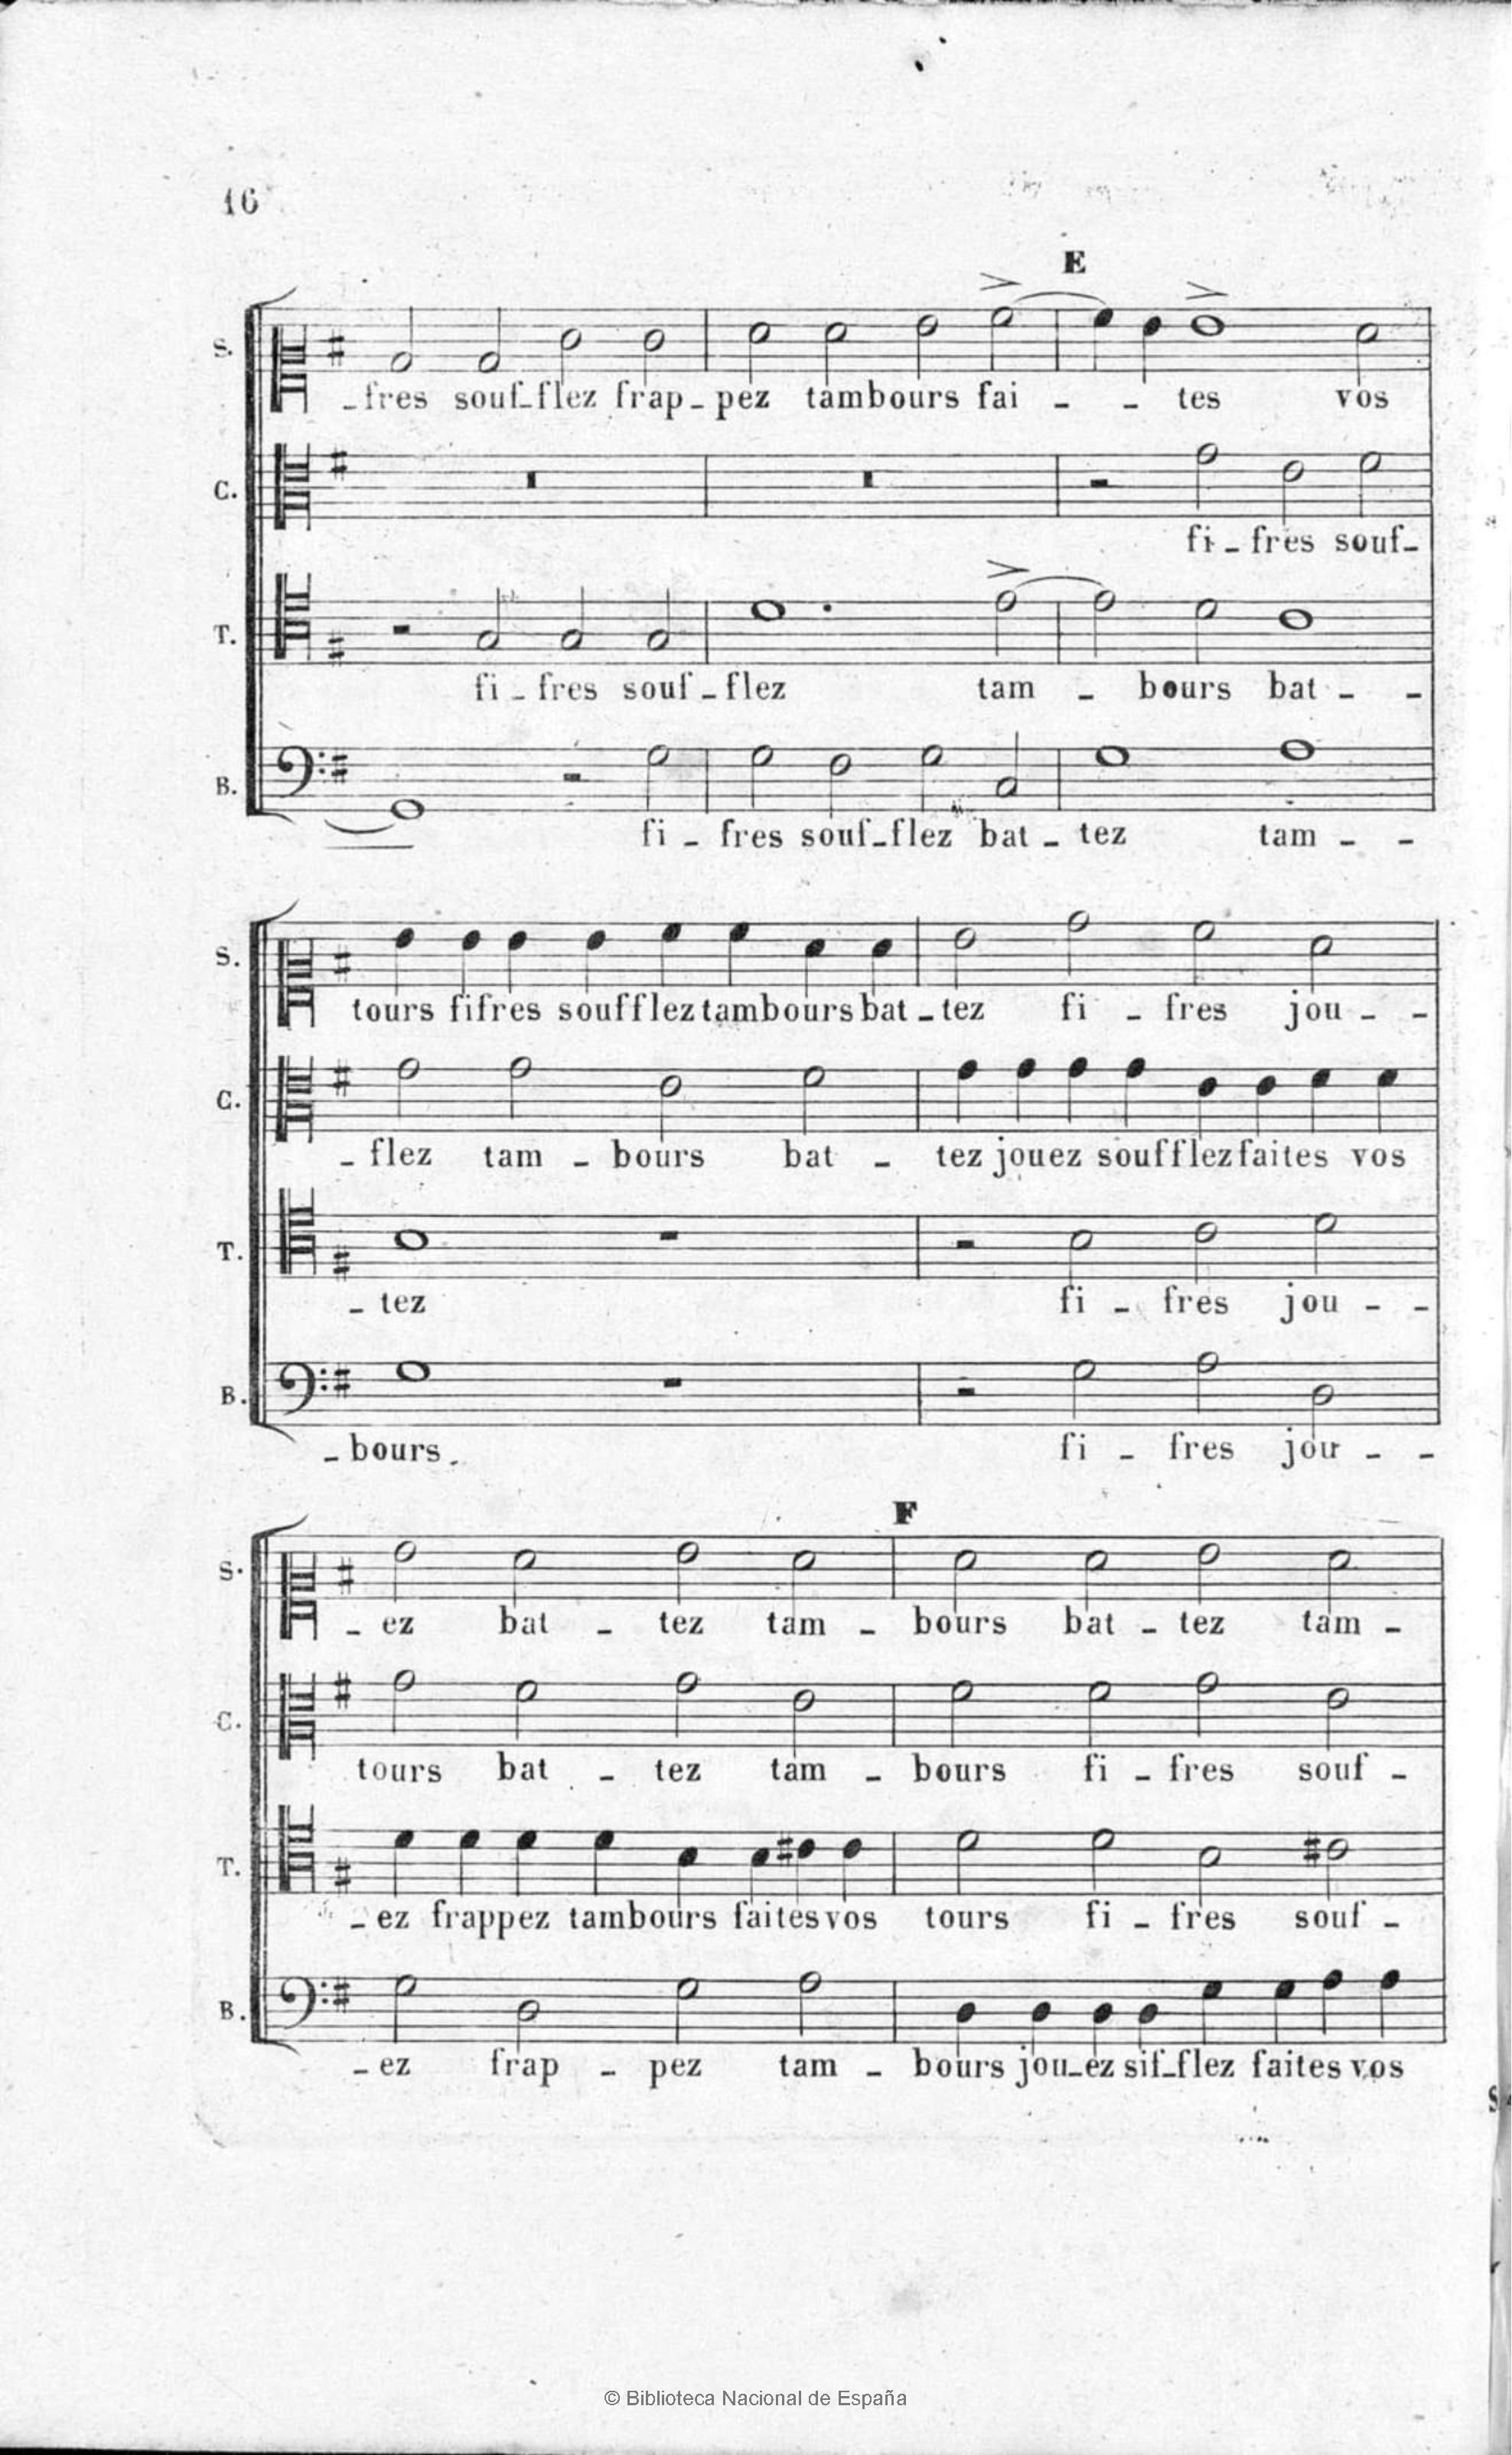 16
E
S.
_fres souf_flez frap_pez tambours fai _ _ tes vos
C.
fi_fres souf_
T.
fi_fres souf_flez tam _ bours bat _ _
B.
fi _ fres souf_flez bat _ tez tam _ _
S.
tours fifres soufflez tambours bat_tez fi _ fres jou _ _
C.
_flez tam _ bours bat _ tez jouez soufflez faites vos
T.
_tez fi _ fres jou _ _
B.
_bours. fi _ fres jou _ _
F
S.
_ez bat _ tez tam _ bours bat _ tez tam _
C.
tours bat _ tez tam _ bours fi _ fres souf _
T.
_ez frappez tambours faites vos tours fi _ fres souf _
B.
_ez frap _ pez tam _ bours jou_ez sif_flez faites vos
© Biblioteca Nacional de España